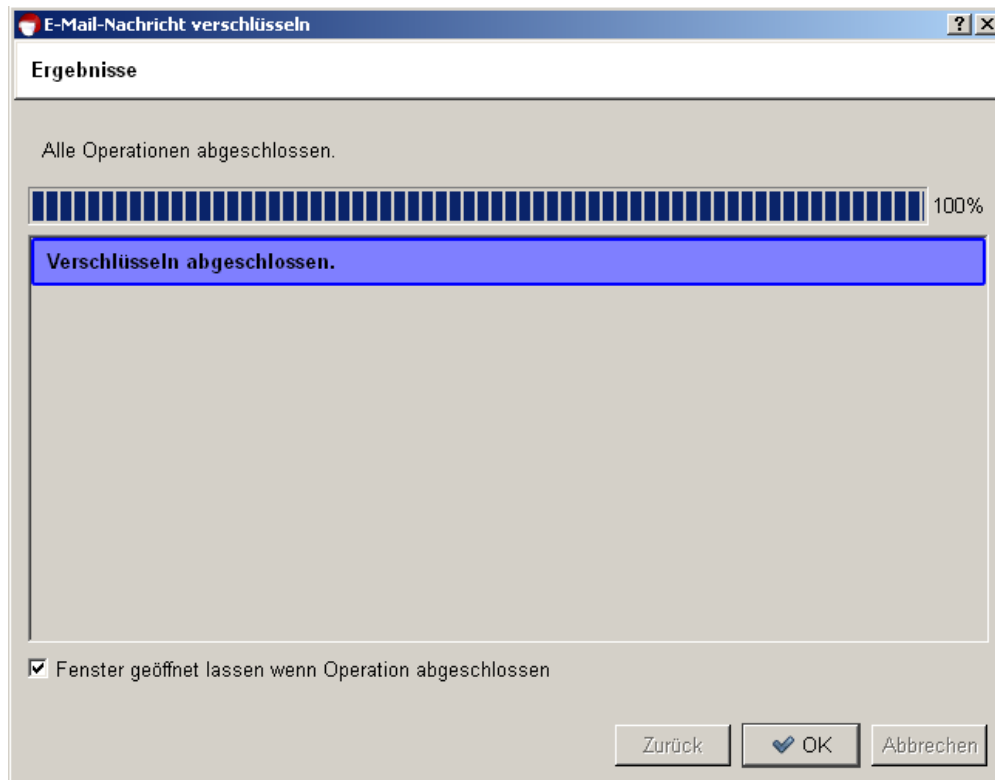 E-Mail-Nachricht verschlüsseln
Ergebnisse
Alle Operationen abgeschlossen.
100%
Verschlüsseln abgeschlossen.
Fenster geöffnet lassen wenn Operation abgeschlossen
Zurück OK Abbrechen